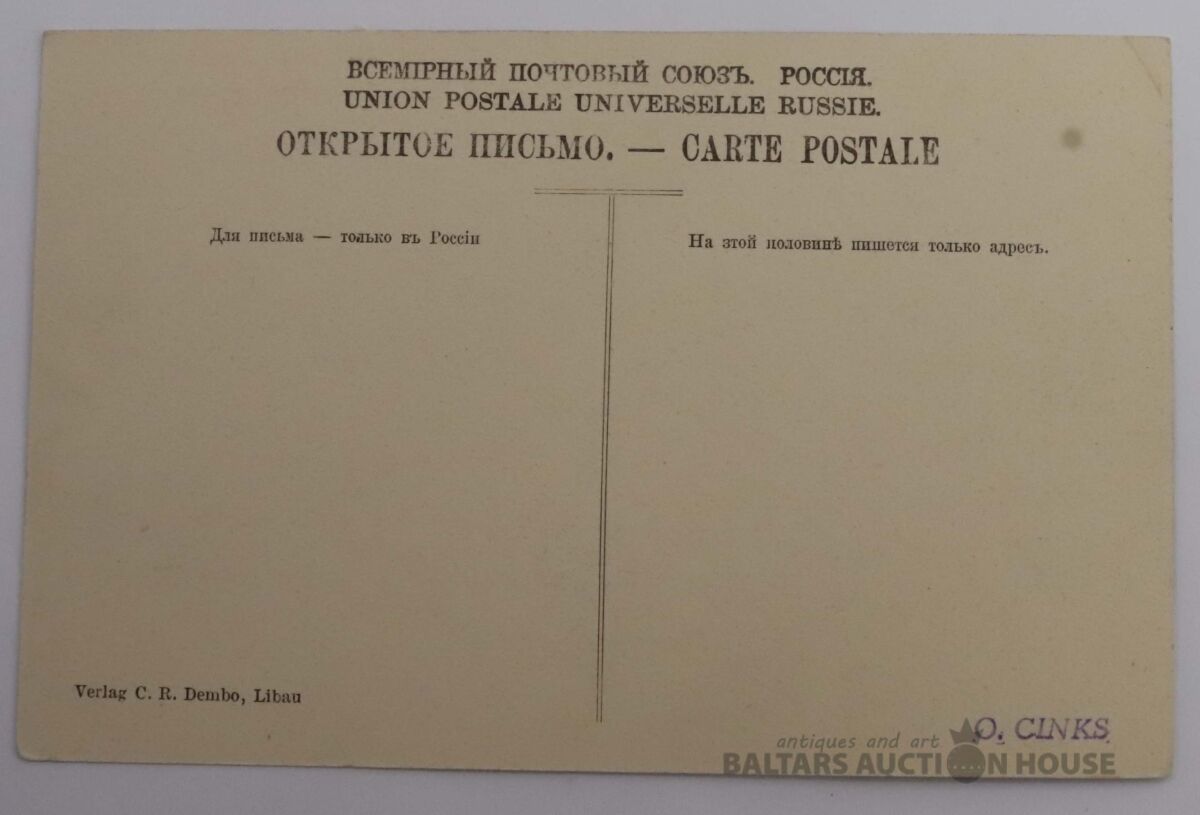 ВСЕМІРНЫЙ ПОЧТОВЫЙ СОЮЗЪ. РОССІЯ.
UNION POSTALE UNIVERSELLE RUSSIE.
ОТКРЫТОЕ ПИСЬМО. — CARTE POSTALE
Для письма — только въ Россіи
На зтой половинѣ пишется только адресъ.
Verlag C. R. Dembo, Libau
O. CINKS
antiques and art
BALTARS AUCTION HOUSE